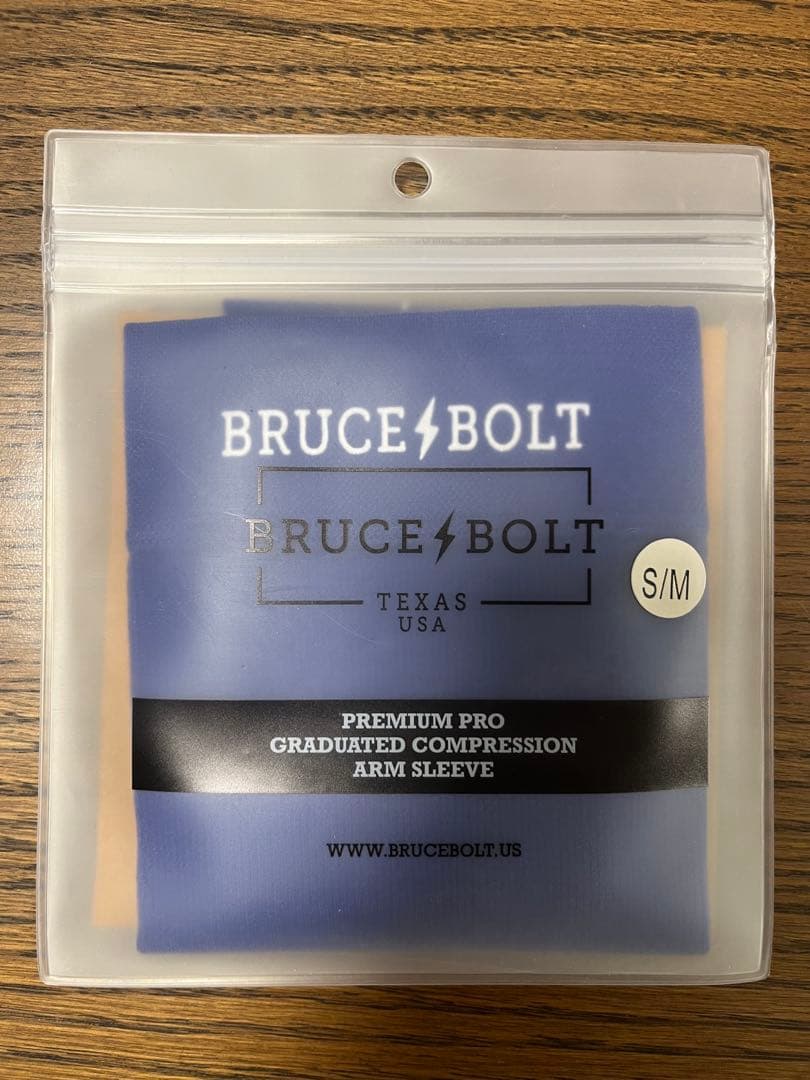 BRUCE BOLT
BRUCE BOLT
TEXAS
USA
S/M
PREMIUM PRO
GRADUATED COMPRESSION
ARM SLEEVE
WWW.BRUCEBOLT.US